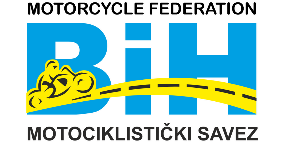 MOTORCYCLE FEDERATION
BiH
MOTOCIKLISTIČKI SAVEZ